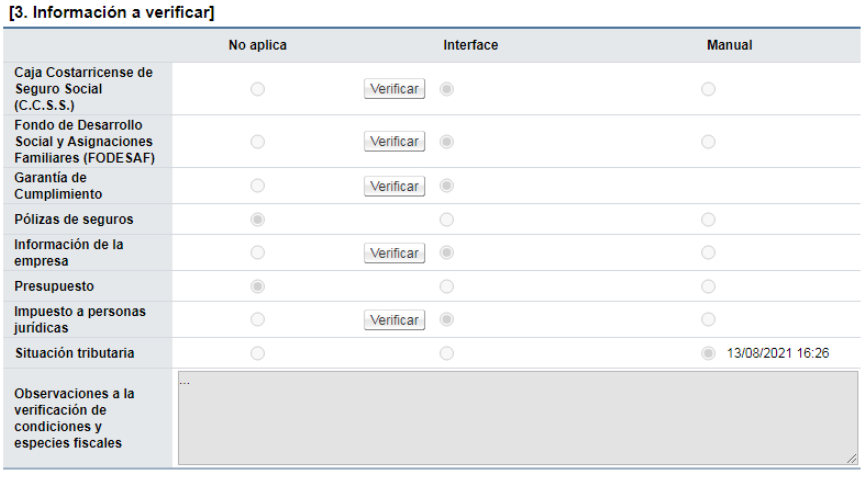 [3. Información a verificar]
No aplica Interface Manual
Caja Costarricense de
Seguro Social
(C.C.S.S.)
Verificar
Fondo de Desarrollo
Social y Asignaciones
Familiares (FODESAF)
Verificar
Garantía de
Cumplimiento
Verificar
Pólizas de seguros
Información de la
empresa
Verificar
Presupuesto
Impuesto a personas
jurídicas
Verificar
Situación tributaria 13/08/2021 16:26
Observaciones a la
verificación de
condiciones y
especies fiscales
...